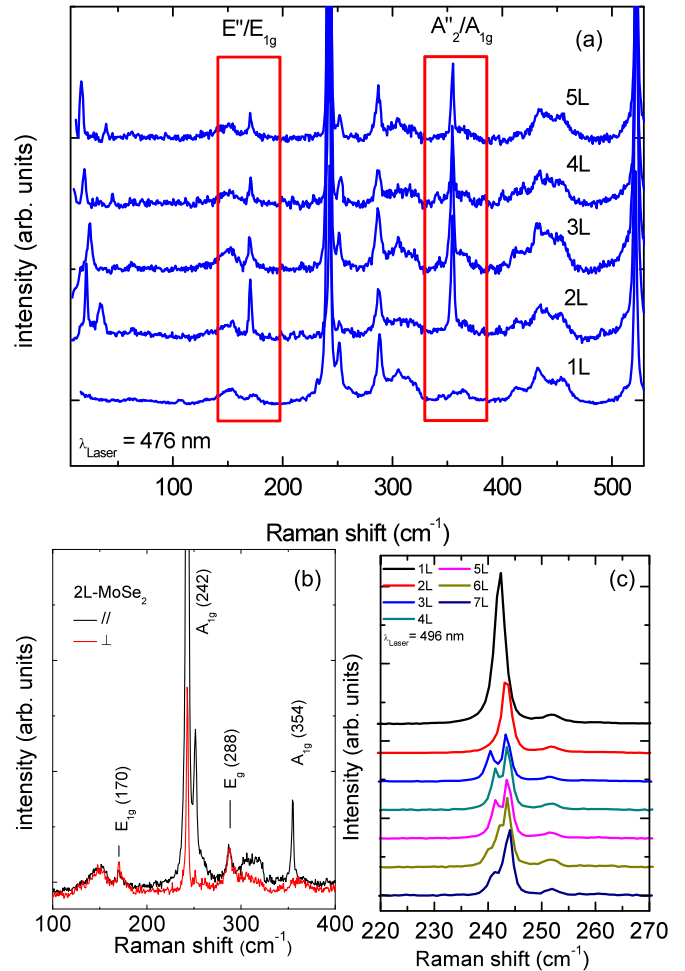 E"/E1g
A"2/A1g
(a)
5L
4L
3L
2L
1L
λLaser = 476 nm
intensity (arb. units)
100 200 300 400 500
Raman shift (cm-1)
(b)
2L-MoSe2
//
⊥
A1g (242)
E1g (170)
Eg (288)
A1g (354)
intensity (arb. units)
100 200 300 400
Raman shift (cm-1)
(c)
1L 5L
2L 6L
3L 7L
4L
λLaser = 496 nm
Intensity (arb. units)
220 230 240 250 260 270
Raman shift (cm-1)